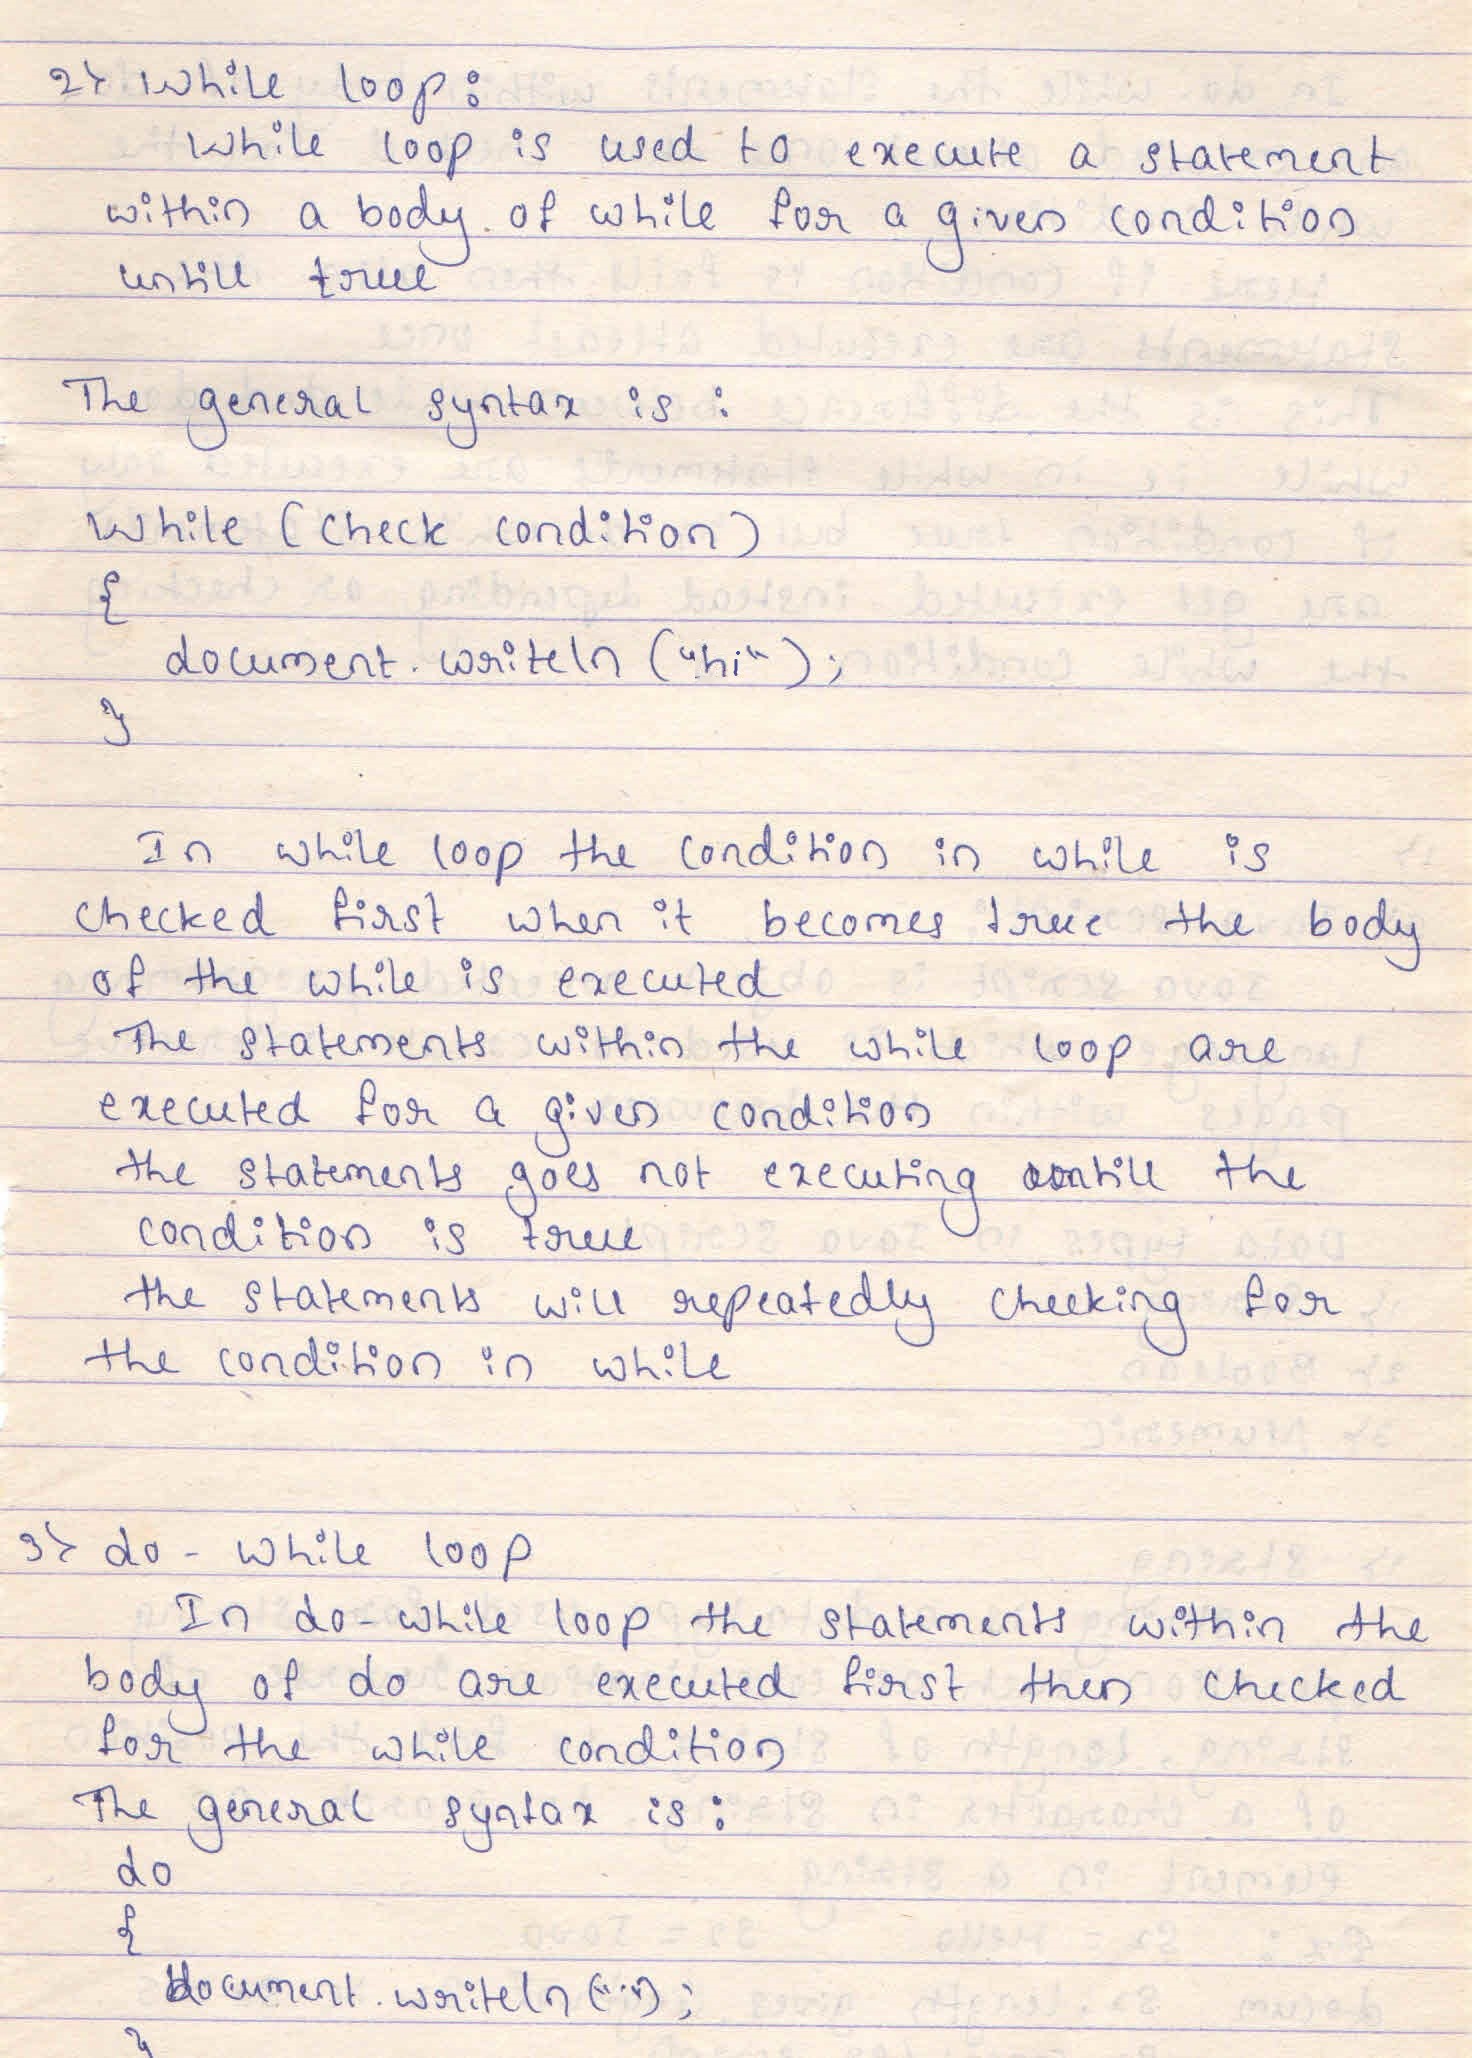 2> While loop:
While loop is used to execute a statement
within a body of while for a given condition
untill true
The general syntax is:
While (check condition)
{
document.writeln ("hi");
}
In while loop the condition in while is
checked first when it becomes true the body
of the while is executed
The statements within the while loop are
executed for a given condition
the statements goes not executing untill the
condition is true
the statements will repeatedly checking for
the condition in while
3> do - while loop
In do-while loop the statements within the
body of do are executed first then checked
for the while condition
The general syntax is:
do
{
document.writeln("..");
}